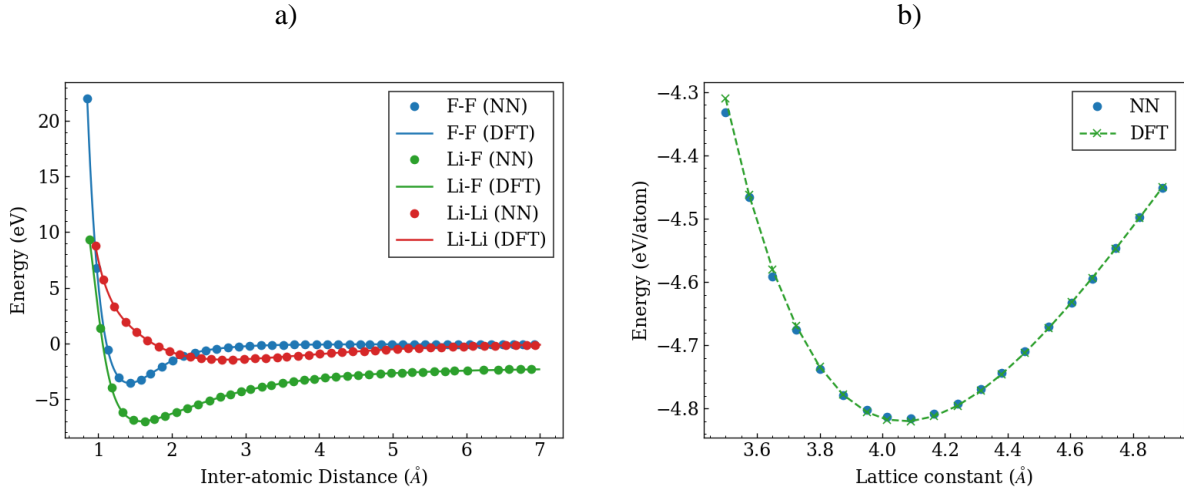 a)
b)
20
15
10
5
0
−5
1
2
3
4
5
6
7
Energy (eV)
Inter-atomic Distance (Å)
F-F (NN)
F-F (DFT)
Li-F (NN)
Li-F (DFT)
Li-Li (NN)
Li-Li (DFT)
−4.3
−4.4
−4.5
−4.6
−4.7
−4.8
3.6
3.8
4.0
4.2
4.4
4.6
4.8
Energy (eV/atom)
Lattice constant (Å)
NN
DFT